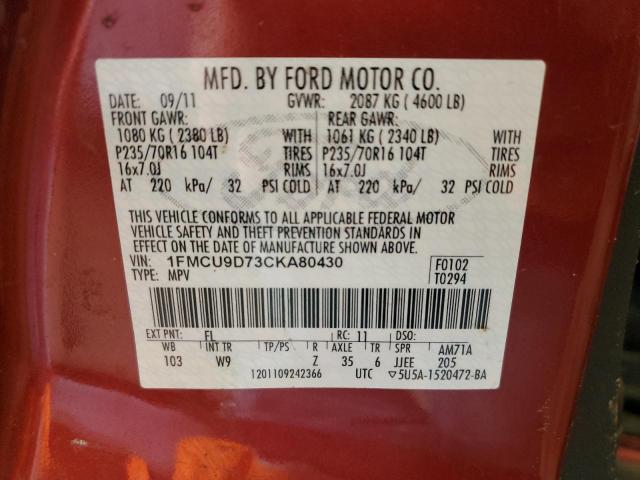 MFD. BY FORD MOTOR CO.
DATE: 09/11 GVWR: 2087 KG ( 4600 LB)
FRONT GAWR: REAR GAWR:
1080 KG ( 2380 LB) WITH 1061 KG ( 2340 LB) WITH
P235/70R16 104T TIRES P235/70R16 104T TIRES
16x7.0J RIMS 16x7.0J RIMS
AT 220 kPa/ 32 PSI COLD AT 220 kPa/ 32 PSI COLD
THIS VEHICLE CONFORMS TO ALL APPLICABLE FEDERAL MOTOR
VEHICLE SAFETY AND THEFT PREVENTION STANDARDS IN
EFFECT ON THE DATE OF MANUFACTURE SHOWN ABOVE.
VIN: 1FMCU9D73CKA80430 F0102
TYPE: MPV T0294
EXT PNT: FL RC: 11 DSO:
WB INT TR TP/PS R AXLE TR SPR AM71A
103 W9 Z 35 6 JJEE 205
1201109242366 UTC ▽5U5A-1520472-BA